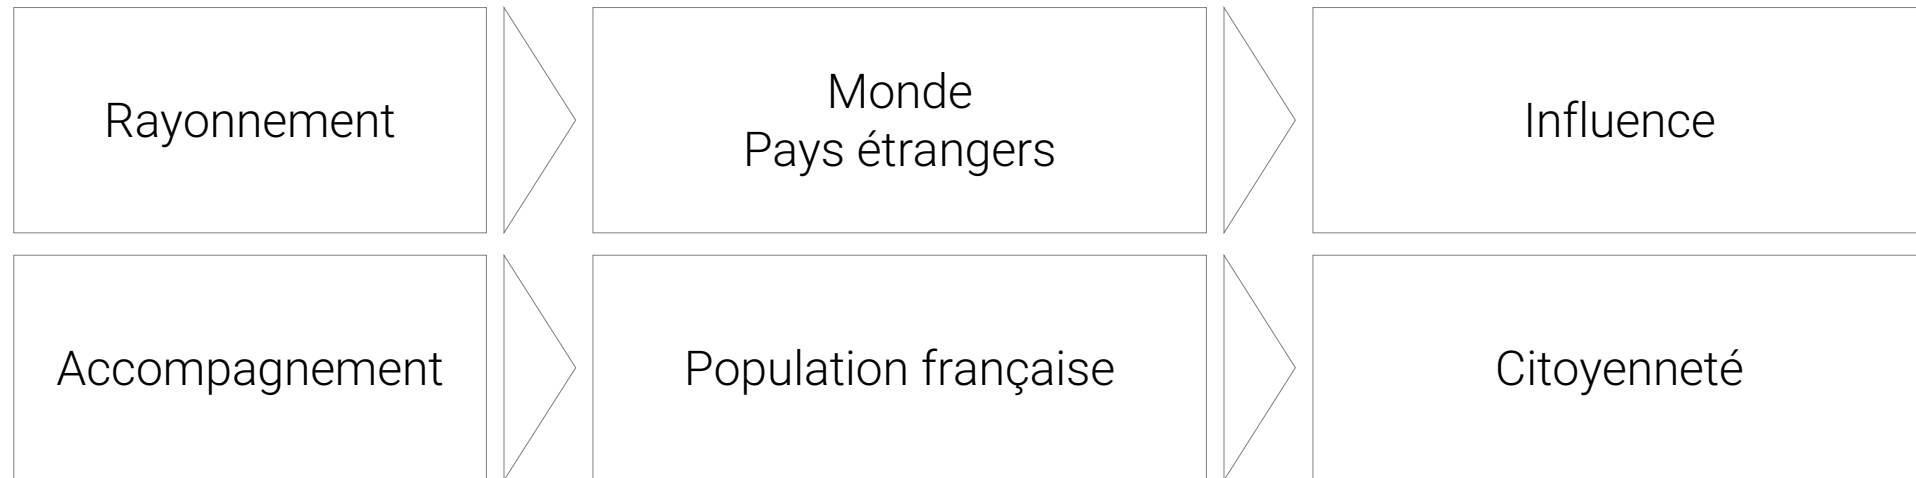 Rayonnement
Monde
Pays étrangers
Influence
Accompagnement
Population française
Citoyenneté